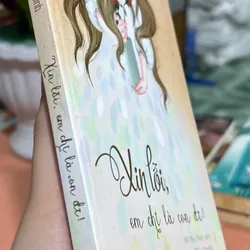 Xin lỗi, em chỉ là con đĩ!
Xin lỗi,
em chỉ là con đĩ!